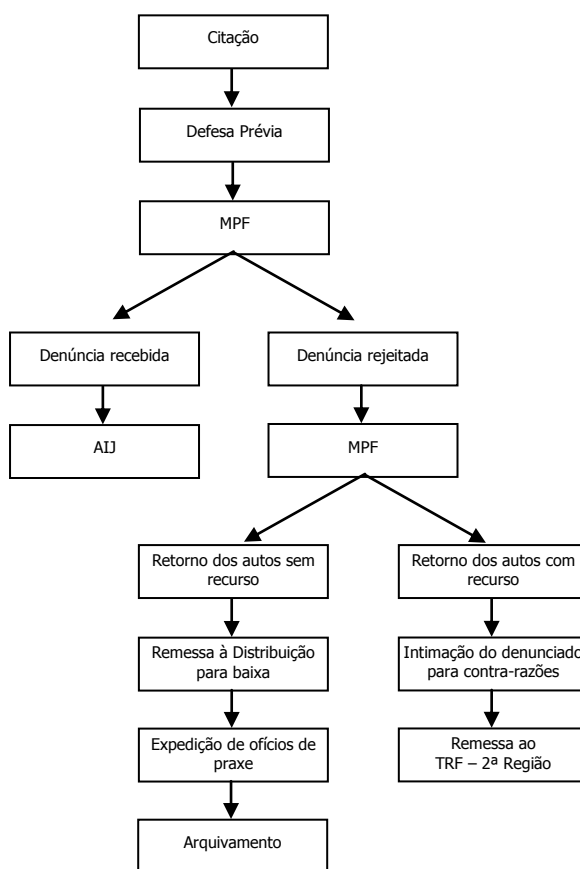 Citação
Defesa Prévia
MPF
Denúncia recebida
Denúncia rejeitada
AIJ
MPF
Retorno dos autos sem
recurso
Retorno dos autos com
recurso
Remessa à Distribuição
para baixa
Intimação do denunciado
para contra-razões
Expedição de ofícios de
praxe
Remessa ao
TRF – 2ª Região
Arquivamento